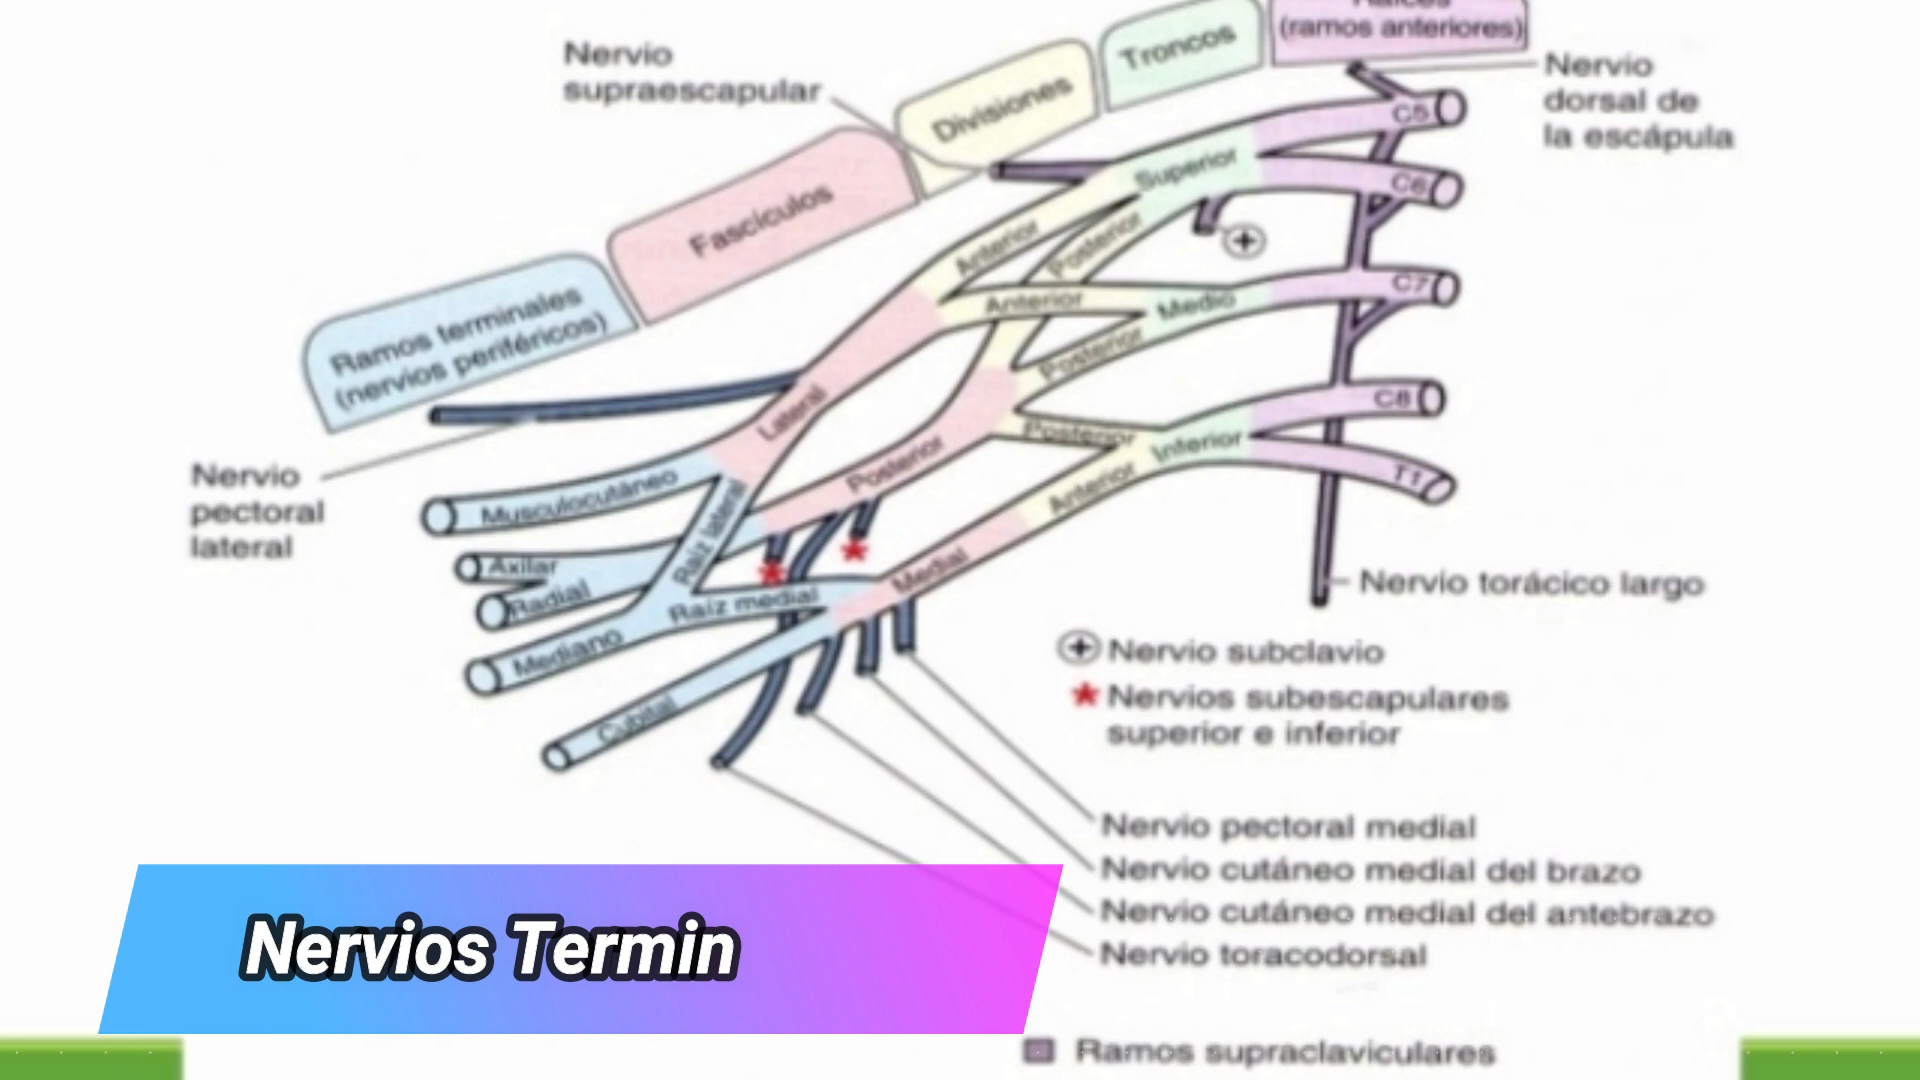 (ramos anteriores)
Troncos
Divisiones
Fascículos
Ramos terminales
(nervios periféricos)
Nervio
supraescapular
Nervio
dorsal de
la escápula
C5
C6
C7
C8
T1
Superior
Medio
Inferior
Anterior
Posterior
Anterior
Posterior
Posterior
Anterior
Lateral
Posterior
Medial
Nervio
pectoral
lateral
Musculocutáneo
Axilar
Radial
Mediano
Cubital
Raíz lateral
Raíz medial
Nervio torácico largo
Nervio subclavio
Nervios subescapulares
superior e inferior
Nervio pectoral medial
Nervio cutáneo medial del brazo
Nervio cutáneo medial del antebrazo
Nervio toracodorsal
Nervios Termin
Ramos supraclaviculares